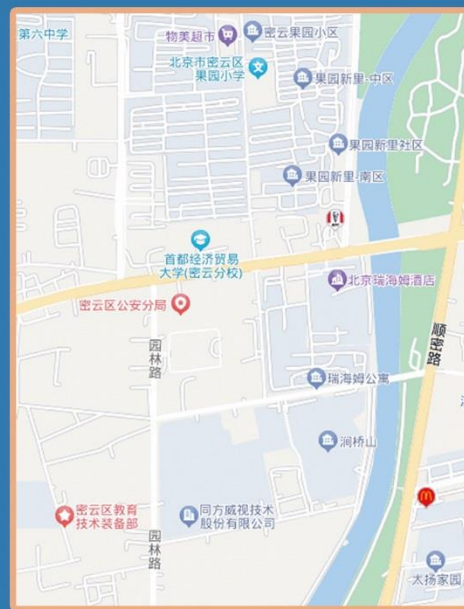 第六中学
物美超市
密云果园小区
北京市密云区
果园小学
果园新里-中区
果园新里社区
果园新里-南区
首都经济贸易
大学(密云分校)
北京瑞海姆酒店
密云区公安分局
园林路
顺密路
瑞海姆公寓
涧桥山
密云区教育
技术装备部
同方威视技术
股份有限公司
园林路
太扬家园